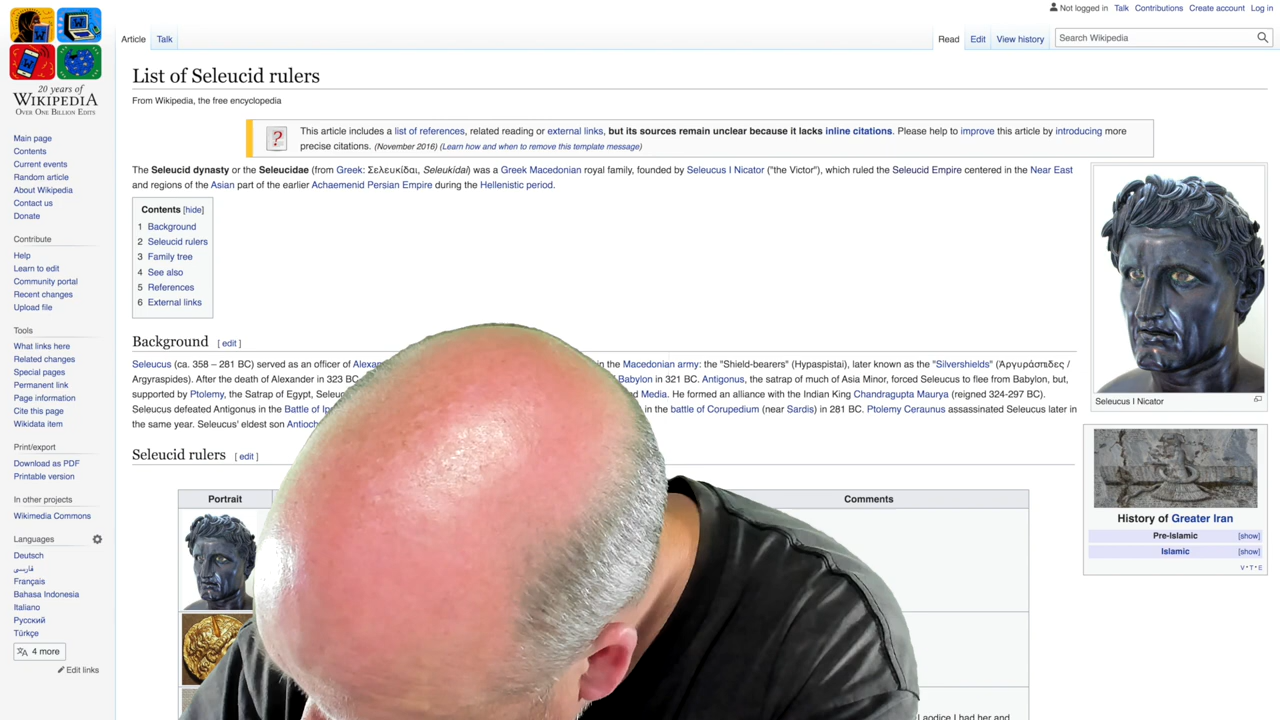 Not logged in Talk Contributions Create account Log in
Article Talk Read Edit View history Search Wikipedia
20 years of
WIKIPEDIA
OVER ONE BILLION EDITS
Main page
Contents
Current events
Random article
About Wikipedia
Contact us
Donate
Contribute
Help
Learn to edit
Community portal
Recent changes
Upload file
Tools
What links here
Related changes
Special pages
Permanent link
Page information
Cite this page
Wikidata item
Print/export
Download as PDF
Printable version
In other projects
Wikimedia Commons
Languages
Deutsch
فارسی
Français
Bahasa Indonesia
Italiano
Русский
Türkçe
4 more
Edit links
List of Seleucid rulers
From Wikipedia, the free encyclopedia
This article includes a list of references, related reading or external links, but its sources remain unclear because it lacks inline citations. Please help to improve this article by introducing more
precise citations. (November 2016) (Learn how and when to remove this template message)
The Seleucid dynasty or the Seleucidae (from Greek: Σελευκίδαι, Seleukídai) was a Greek Macedonian royal family, founded by Seleucus I Nicator ("the Victor"), which ruled the Seleucid Empire centered in the Near East
and regions of the Asian part of the earlier Achaemenid Persian Empire during the Hellenistic period.
Contents [hide]
1 Background
2 Seleucid rulers
3 Family tree
4 See also
5 References
6 External links
Background [ edit ]
Seleucus (ca. 358 – 281 BC) served as an officer of in the Macedonian army: the "Shield-bearers" (Hypaspistai), later known as the "Silvershields" (Ἀργυράσπιδες /
Argyraspides). After the death of Alexander in 323 BC Babylon in 321 BC. Antigonus, the satrap of much of Asia Minor, forced Seleucus to flee from Babylon, but,
supported by Ptolemy, the Satrap of Egypt, Media. He formed an alliance with the Indian King Chandragupta Maurya (reigned 324-297 BC).
Seleucus defeated Antigonus in the Battle of in the battle of Corupedium (near Sardis) in 281 BC. Ptolemy Ceraunus assassinated Seleucus later in
the same year. Seleucus' eldest son
Seleucid rulers [ edit ]
Portrait Comments
Laodice I had her and
Seleucus I Nicator
History of Greater Iran
Pre-Islamic [show]
Islamic [show]
V·T·E